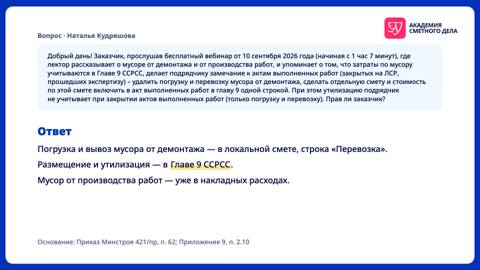 АКАДЕМИЯ
СМЕТНОГО ДЕЛА
Вопрос · Наталья Кудряшова
Добрый день! Заказчик, прослушав бесплатный вебинар от 10 сентября 2026 года (начиная с 1 час 7 минут), где
лектор рассказывает о мусоре от демонтажа и от производства работ, и упоминает о том, что затраты по мусору
учитываются в Главе 9 ССРСС, делает подрядчику замечание к актам выполненных работ (закрытых на ЛСР,
прошедших экспертизу) – удалить погрузку и перевозку мусора от демонтажа, сделать отдельную смету и стоимость
по этой смете включить в акт выполненных работ в главу 9 одной строкой. При этом утилизацию подрядчик
не учитывает при закрытии актов выполненных работ (только погрузку и перевозку). Прав ли заказчик?
Ответ
Погрузка и вывоз мусора от демонтажа — в локальной смете, строка «Перевозка».
Размещение и утилизация — в Главе 9 ССРСС.
Мусор от производства работ — уже в накладных расходах.
Основание: Приказ Минстроя 421/пр, п. 62; Приложение 9, п. 2.10